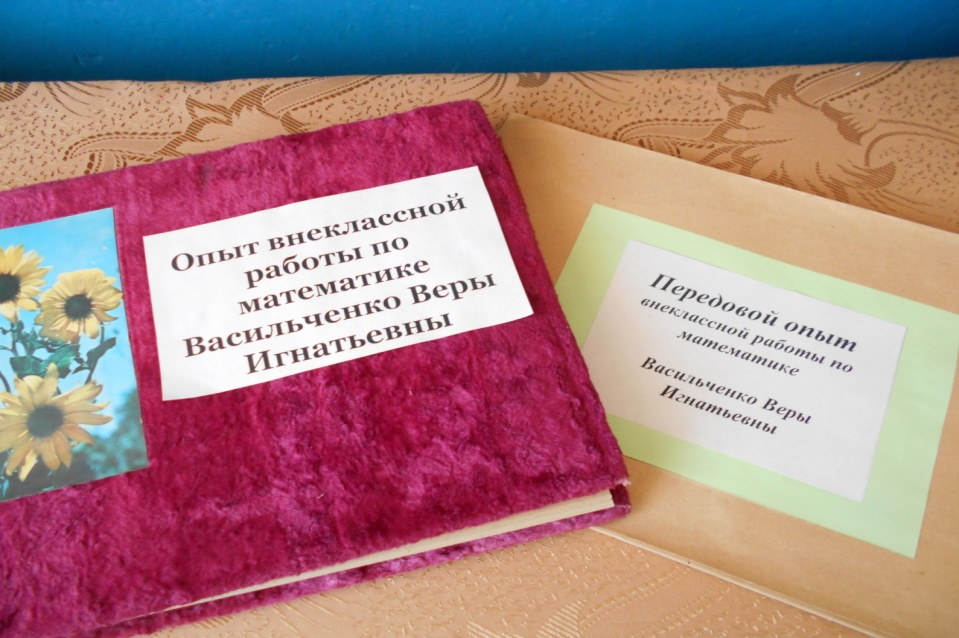 Опыт внеклассной
работы по
математике
Васильченко Веры
Игнатьевны
Передовой опыт
внеклассной работы по
математике
Васильченко Веры
Игнатьевны